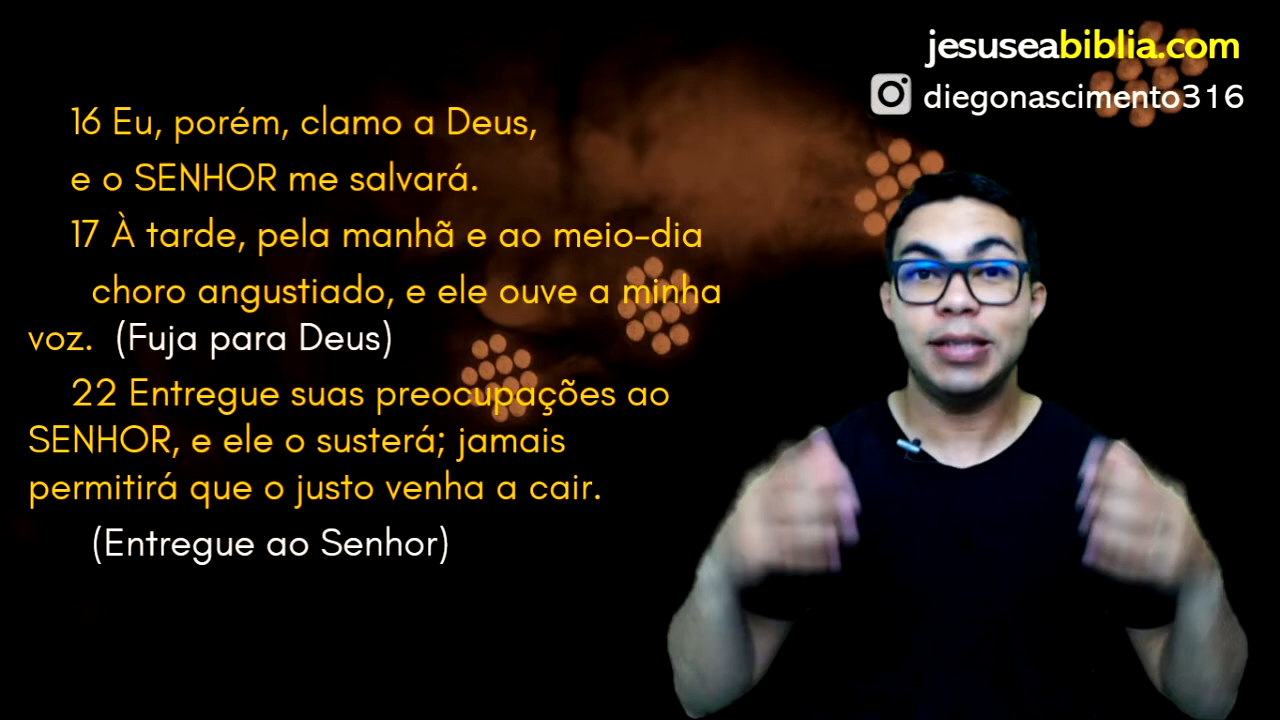 jesuseabiblia.com
diegonascimento316
16 Eu, porém, clamo a Deus,
e o SENHOR me salvará.
17 À tarde, pela manhã e ao meio-dia
choro angustiado, e ele ouve a minha
voz. (Fuja para Deus)
22 Entregue suas preocupações ao
SENHOR, e ele o susterá; jamais
permitirá que o justo venha a cair.
(Entregue ao Senhor)